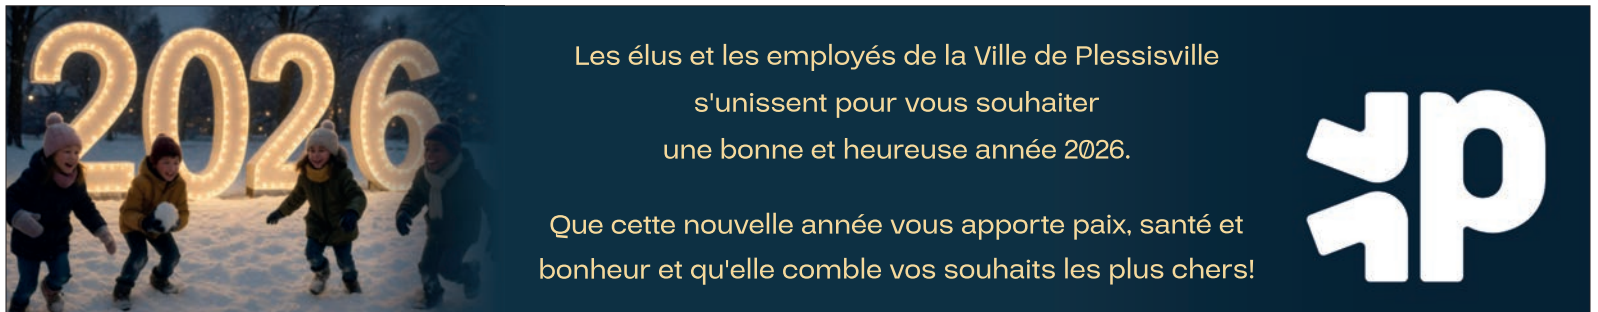 2026
Les élus et les employés de la Ville de Plessisville
s'unissent pour vous souhaiter
une bonne et heureuse année 2026.
Que cette nouvelle année vous apporte paix, santé et
bonheur et qu'elle comble vos souhaits les plus chers!
p